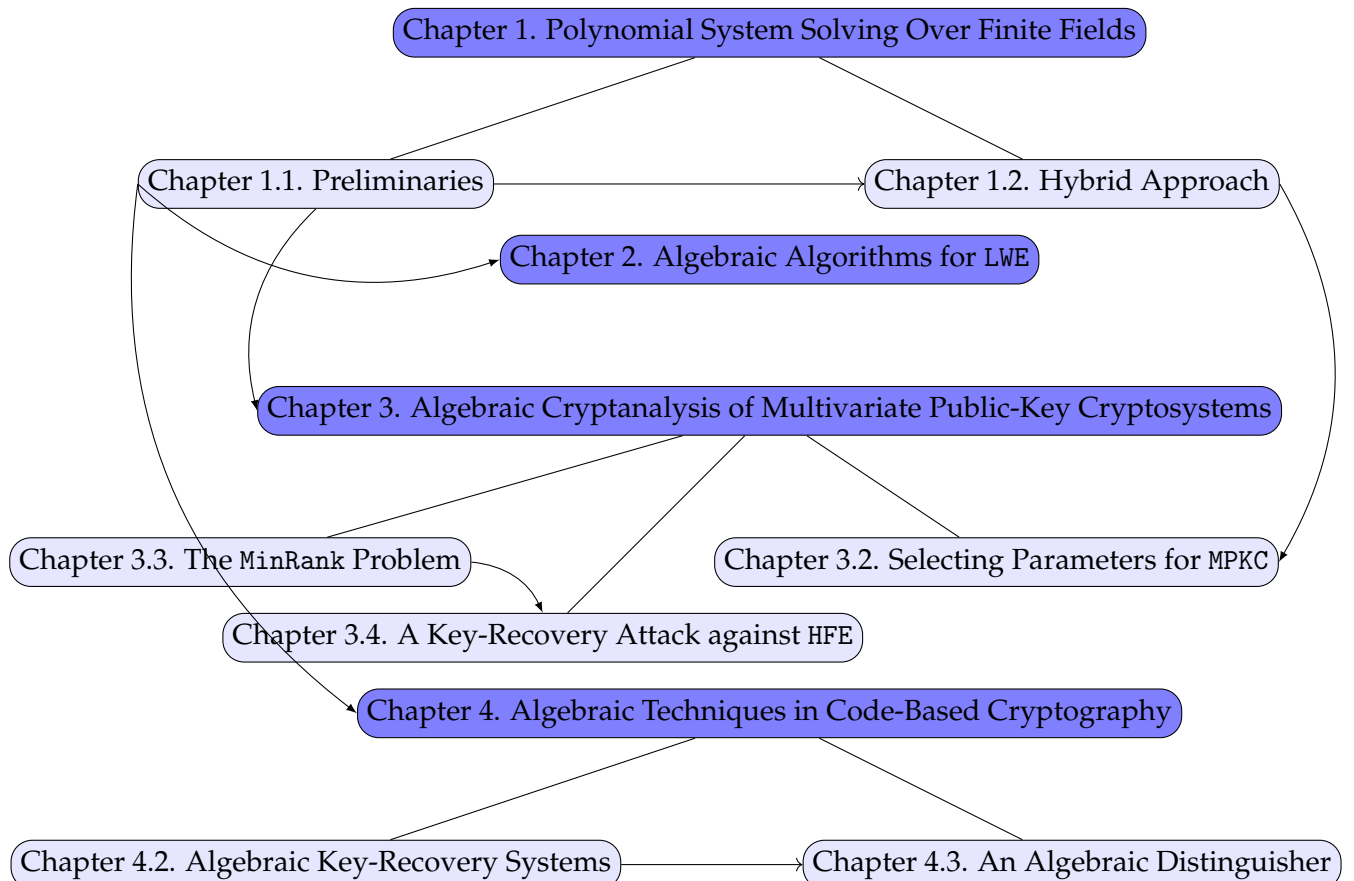 Chapter 1. Polynomial System Solving Over Finite Fields
Chapter 1.1. Preliminaries
Chapter 1.2. Hybrid Approach
Chapter 2. Algebraic Algorithms for LWE
Chapter 3. Algebraic Cryptanalysis of Multivariate Public-Key Cryptosystems
Chapter 3.3. The MinRank Problem
Chapter 3.2. Selecting Parameters for MPKC
Chapter 3.4. A Key-Recovery Attack against HFE
Chapter 4. Algebraic Techniques in Code-Based Cryptography
Chapter 4.2. Algebraic Key-Recovery Systems
Chapter 4.3. An Algebraic Distinguisher